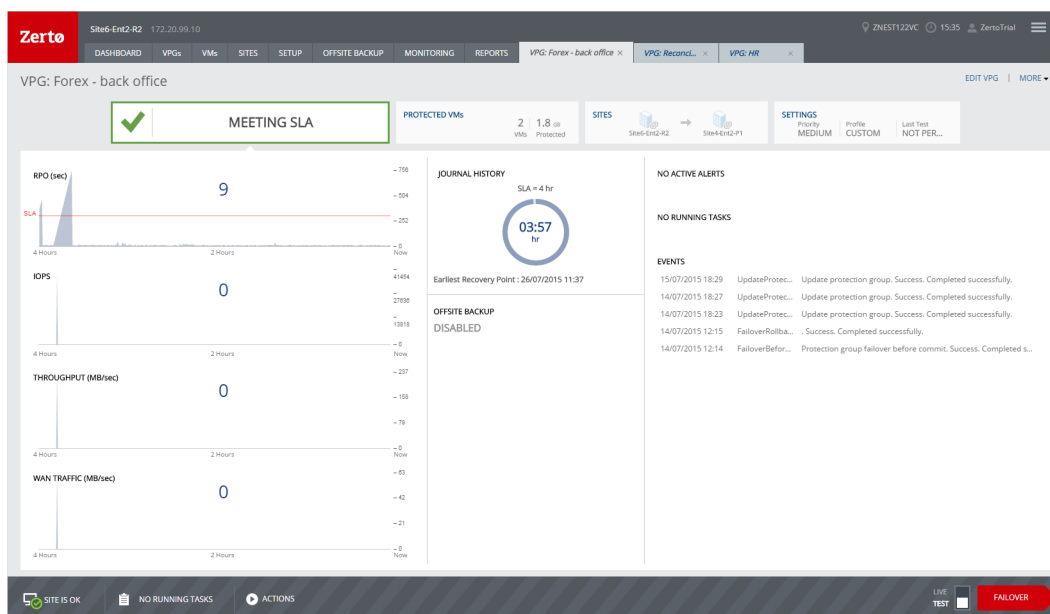 Zertø
Site6-Ent2-R2 172.20.99.10
ZNEST122VC 15:35 ZertoTrial
DASHBOARD VPGs VMs SITES SETUP OFFSITE BACKUP MONITORING REPORTS VPG: Forex - back office × VPG: Reconci... × VPG: HR ×
VPG: Forex - back office
EDIT VPG | MORE
MEETING SLA
PROTECTED VMs
2 1.8 GB
VMs Protected
SITES
Site6-Ent2-R2 Site4-Ent2-P1
SETTINGS
Priority Profile Last Test
MEDIUM CUSTOM NOT PER...
RPO (sec)
9
756
504
SLA
252
0
4 Hours 2 Hours Now
IOPS
0
41454
27636
13818
0
4 Hours 2 Hours Now
THROUGHPUT (MB/sec)
0
237
158
79
0
4 Hours 2 Hours Now
WAN TRAFFIC (MB/sec)
0
63
42
21
0
4 Hours 2 Hours Now
JOURNAL HISTORY
SLA = 4 hr
03:57
hr
Earliest Recovery Point : 26/07/2015 11:37
OFFSITE BACKUP
DISABLED
NO ACTIVE ALERTS
NO RUNNING TASKS
EVENTS
15/07/2015 18:29 UpdateProtec... Update protection group. Success. Completed successfully.
14/07/2015 18:27 UpdateProtec... Update protection group. Success. Completed successfully.
14/07/2015 18:23 UpdateProtec... Update protection group. Success. Completed successfully.
14/07/2015 12:15 FailoverRollba... . Success. Completed successfully.
14/07/2015 12:14 FailoverBefor... Protection group failover before commit. Success. Completed s...
SITE IS OK NO RUNNING TASKS ACTIONS
LIVE
TEST
FAILOVER